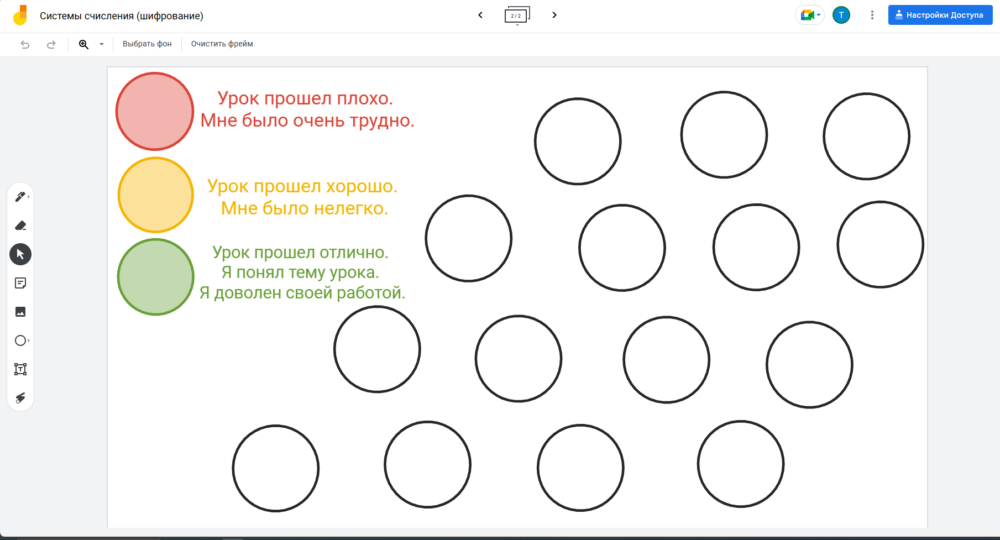 Системы счисления (шифрование)
2 / 2
T
Настройки Доступа
Выбрать фон
Очистить фрейм
Урок прошел плохо.
Мне было очень трудно.
Урок прошел хорошо.
Мне было нелегко.
Урок прошел отлично.
Я понял тему урока.
Я доволен своей работой.